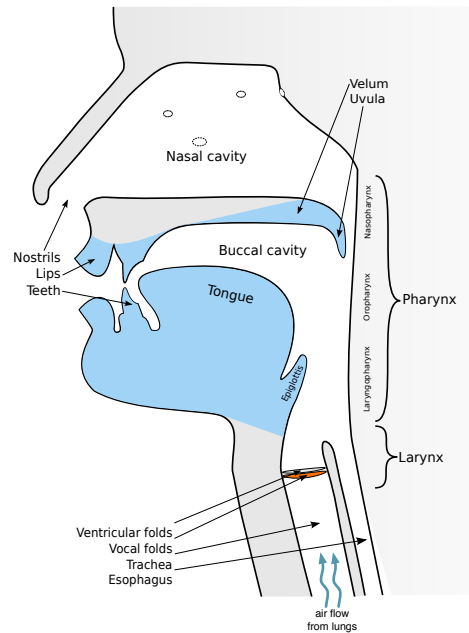 Velum
Uvula
Nasal cavity
Nasopharynx
Nostrils
Lips
Teeth
Buccal cavity
Tongue
Oropharynx
Pharynx
Epiglottis
Laryngopharynx
Larynx
Ventricular folds
Vocal folds
Trachea
Esophagus
air flow
from lungs